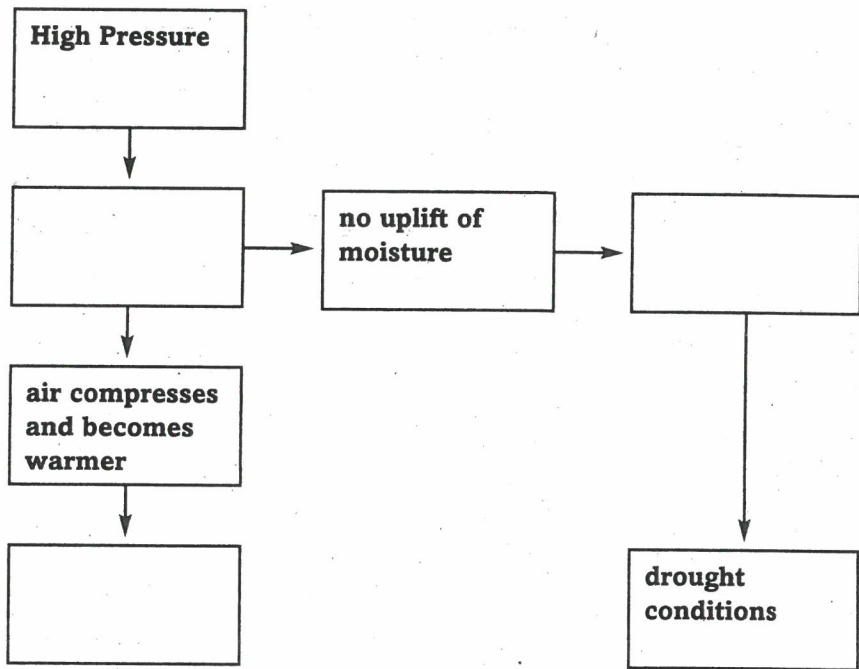 High Pressure
no uplift of
moisture
air compresses
and becomes
warmer
drought
conditions